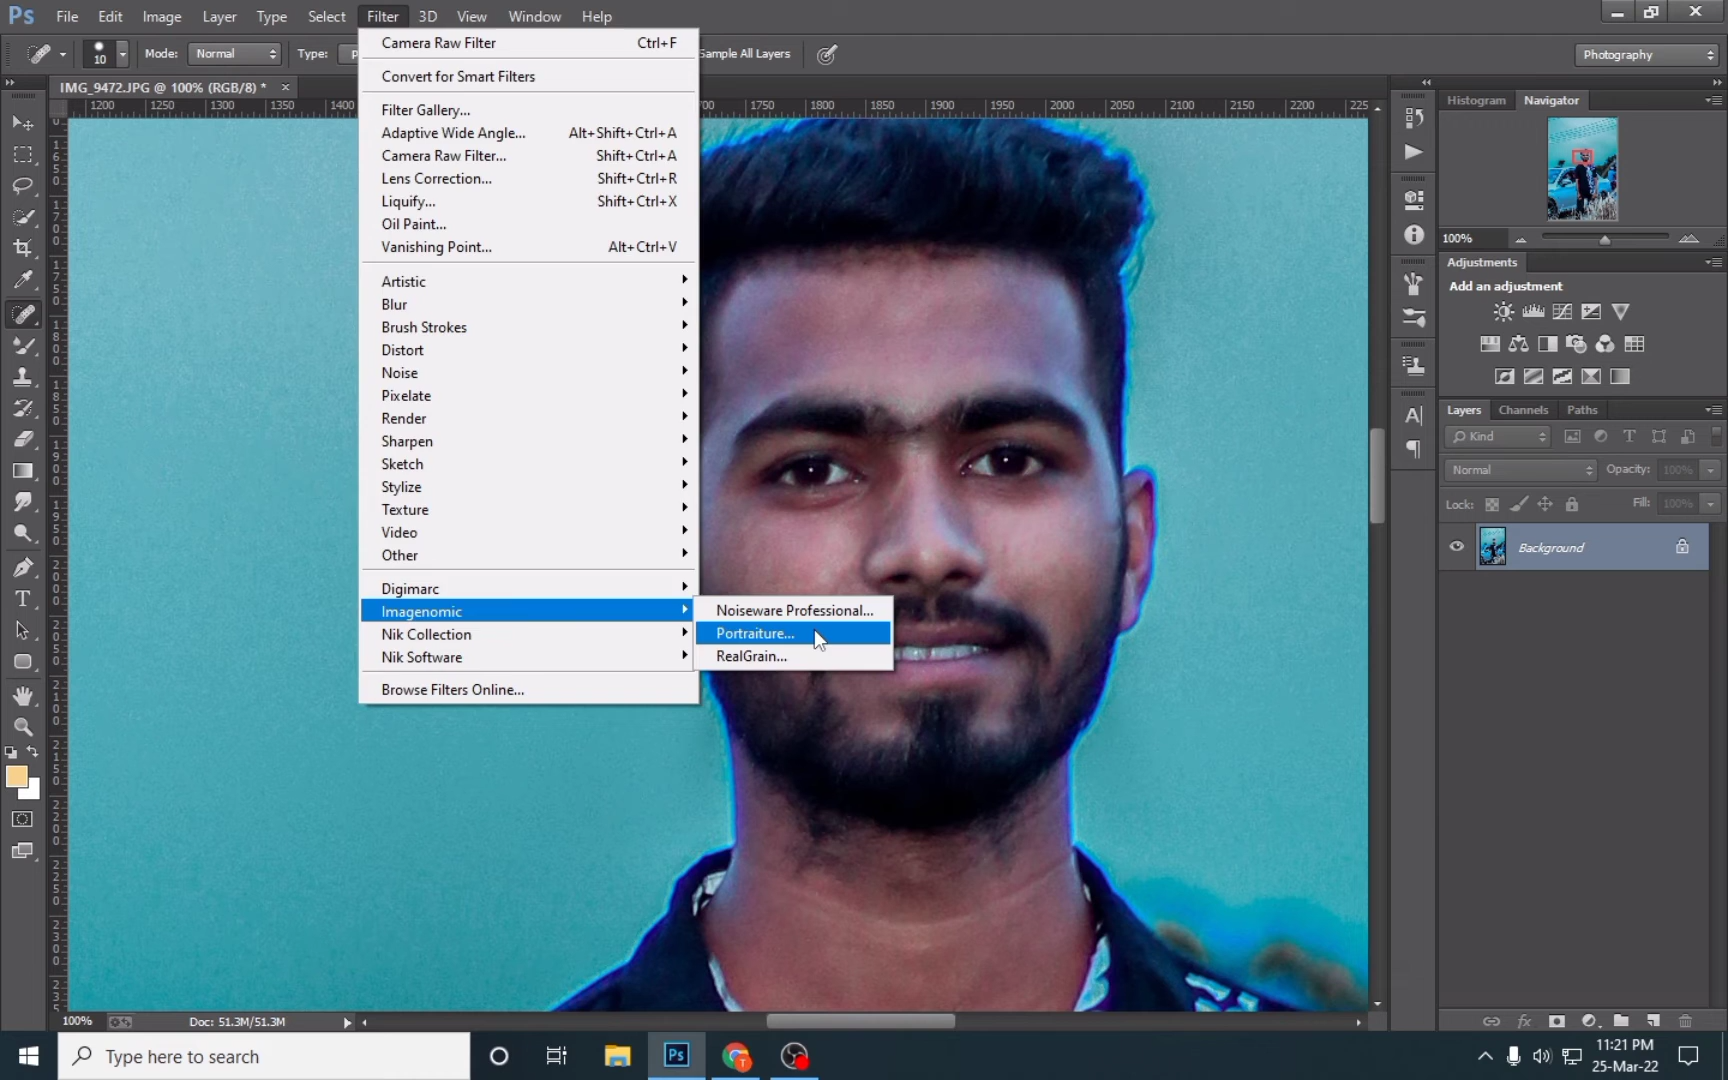 Ps File Edit Image Layer Type Select Filter 3D View Window Help
10 Mode: Normal Type: P Sample All Layers Photography
IMG_9472.JPG @ 100% (RGB/8) * ×
1200 1250 1300 1350 1400 1750 1800 1850 1900 1950 2000 2050 2100 2150 2200
Camera Raw Filter Ctrl+F
Convert for Smart Filters
Filter Gallery...
Adaptive Wide Angle... Alt+Shift+Ctrl+A
Camera Raw Filter... Shift+Ctrl+A
Lens Correction... Shift+Ctrl+R
Liquify... Shift+Ctrl+X
Oil Paint...
Vanishing Point... Alt+Ctrl+V
Artistic
Blur
Brush Strokes
Distort
Noise
Pixelate
Render
Sharpen
Sketch
Stylize
Texture
Video
Other
Digimarc
Imagenomic
Nik Collection
Nik Software
Browse Filters Online...
Noiseware Professional...
Portraiture...
RealGrain...
Histogram Navigator
100%
Adjustments
Add an adjustment
Layers Channels Paths
Kind
Normal Opacity: 100%
Lock: Fill: 100%
Background
100% Doc: 51.3M/51.3M
Type here to search
Ps
11:21 PM
25-Mar-22